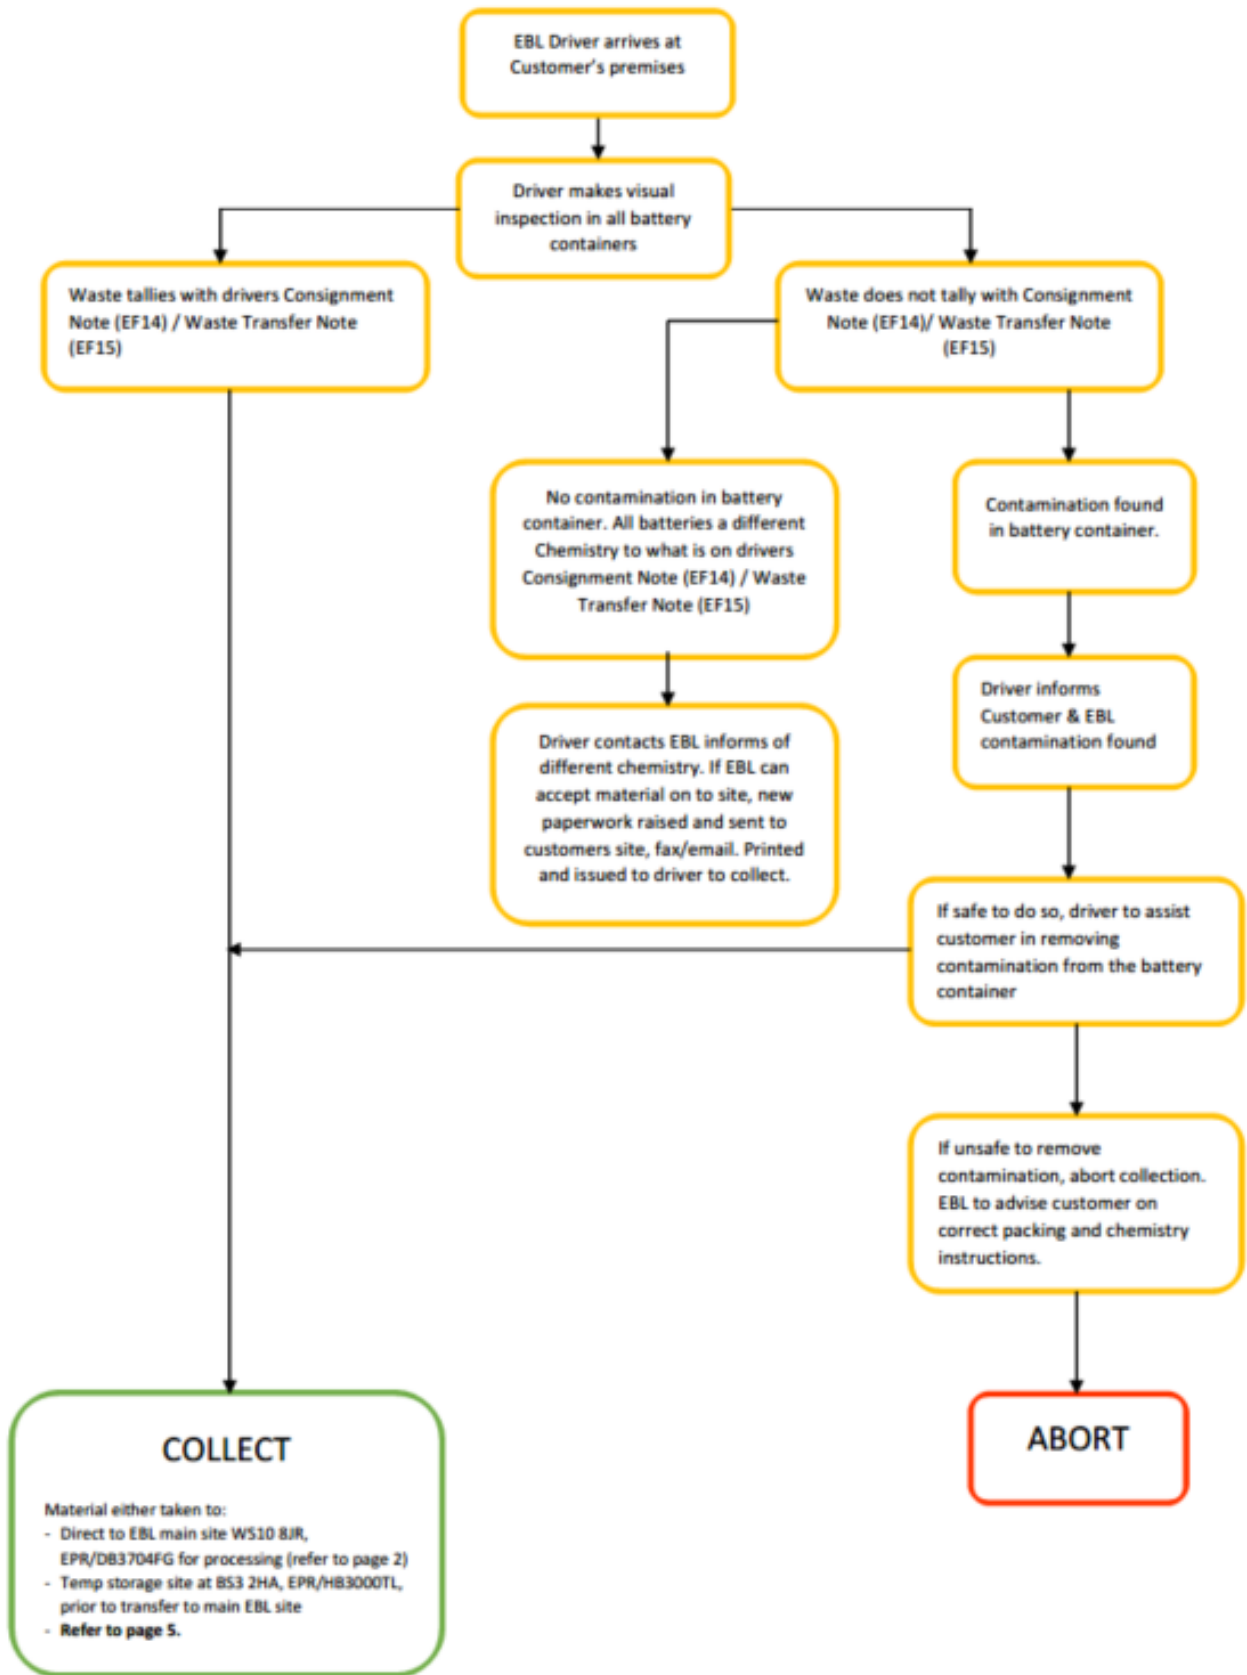 EBL Driver arrives at
Customer's premises
Driver makes visual
inspection in all battery
containers
Waste tallies with drivers Consignment
Note (EF14) / Waste Transfer Note
(EF15)
Waste does not tally with Consignment
Note (EF14)/ Waste Transfer Note
(EF15)
No contamination in battery
container. All batteries a different
Chemistry to what is on drivers
Consignment Note (EF14) / Waste
Transfer Note (EF15)
Contamination found
in battery container.
Driver informs
Customer & EBL
contamination found
Driver contacts EBL informs of
different chemistry. If EBL can
accept material on to site, new
paperwork raised and sent to
customers site, fax/email. Printed
and issued to driver to collect.
If safe to do so, driver to assist
customer in removing
contamination from the battery
container
If unsafe to remove
contamination, abort collection.
EBL to advise customer on
correct packing and chemistry
instructions.
COLLECT
Material either taken to:
- Direct to EBL main site WS10 8JR,
EPR/DB3704FG for processing (refer to page 2)
- Temp storage site at BS3 2HA, EPR/HB3000TL,
prior to transfer to main EBL site
- Refer to page 5.
ABORT